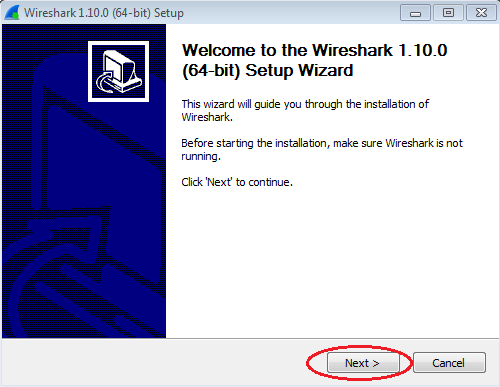 Wireshark 1.10.0 (64-bit) Setup
Welcome to the Wireshark 1.10.0
(64-bit) Setup Wizard
This wizard will guide you through the installation of
Wireshark.
Before starting the installation, make sure Wireshark is not
running.
Click 'Next' to continue.
Next >
Cancel